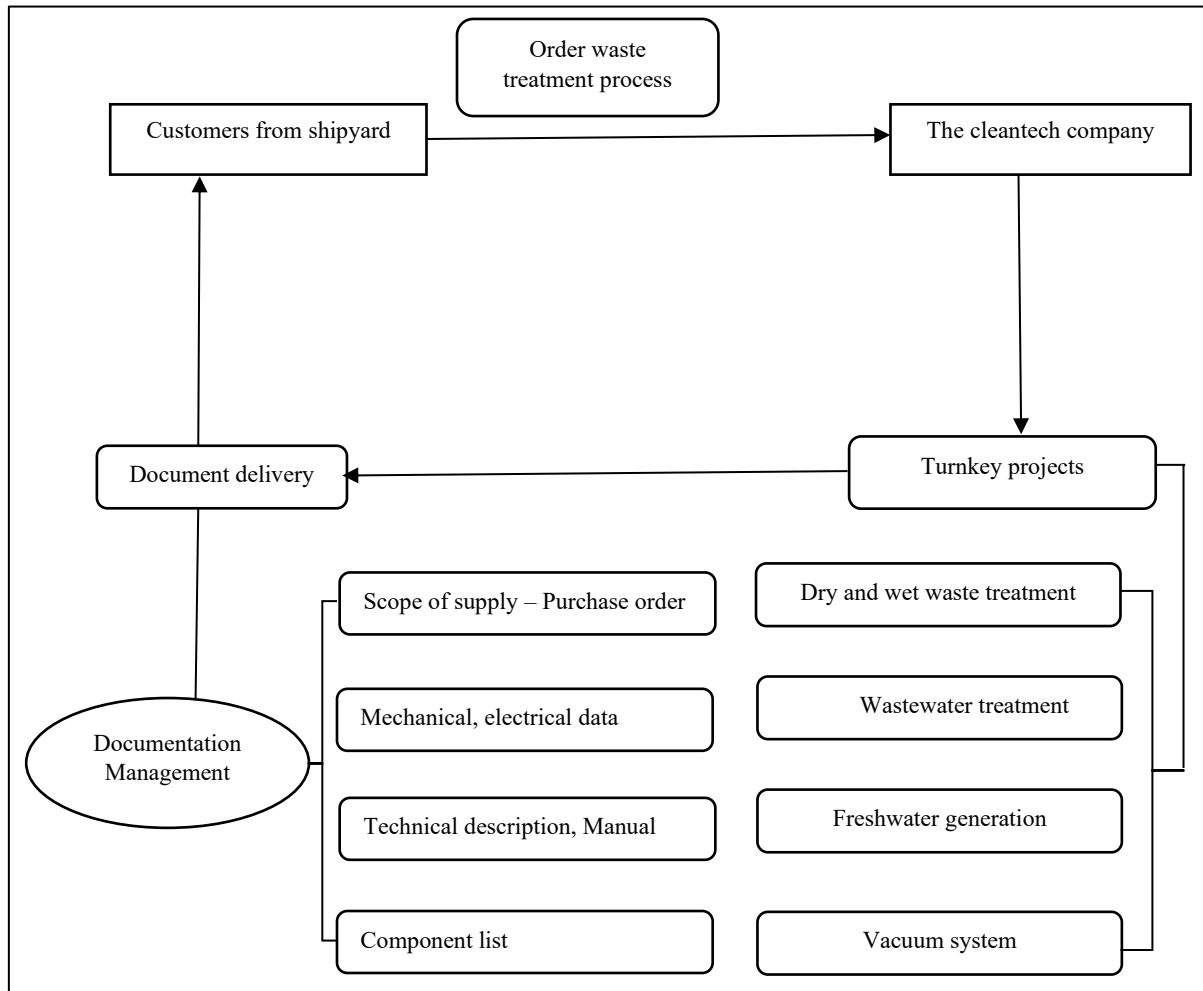 Order waste
treatment process
Customers from shipyard
The cleantech company
Document delivery
Turnkey projects
Scope of supply – Purchase order
Dry and wet waste treatment
Mechanical, electrical data
Wastewater treatment
Documentation
Management
Technical description, Manual
Freshwater generation
Component list
Vacuum system